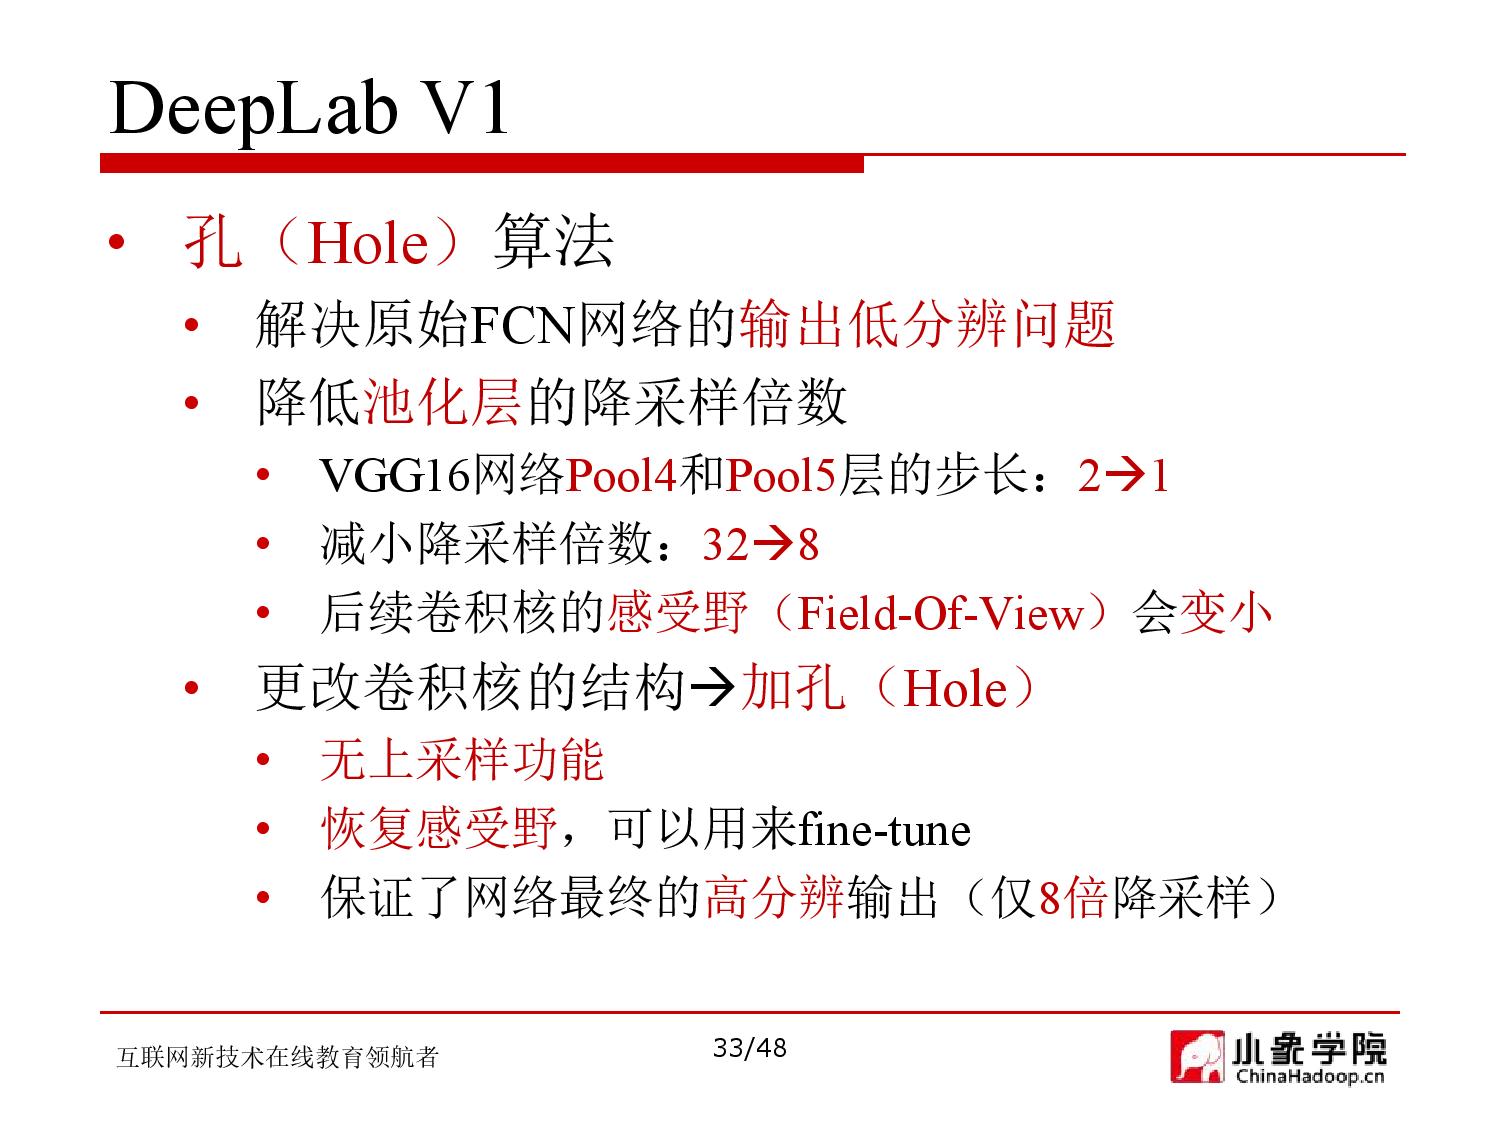 DeepLab V1
• 孔（Hole）算法
• 解决原始FCN网络的输出低分辨问题
• 降低池化层的降采样倍数
• VGG16网络Pool4和Pool5层的步长：2→1
• 减小降采样倍数：32→8
• 后续卷积核的感受野（Field-Of-View）会变小
• 更改卷积核的结构→加孔（Hole）
• 无上采样功能
• 恢复感受野，可以用来fine-tune
• 保证了网络最终的高分辨输出（仅8倍降采样）
互联网新技术在线教育领航者
33/48
小象学院
ChinaHadoop.cn